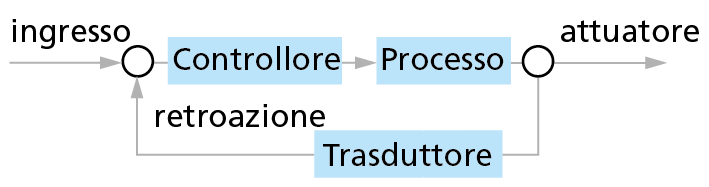 ingresso
attuatore
Controllore
Processo
retroazione
Trasduttore